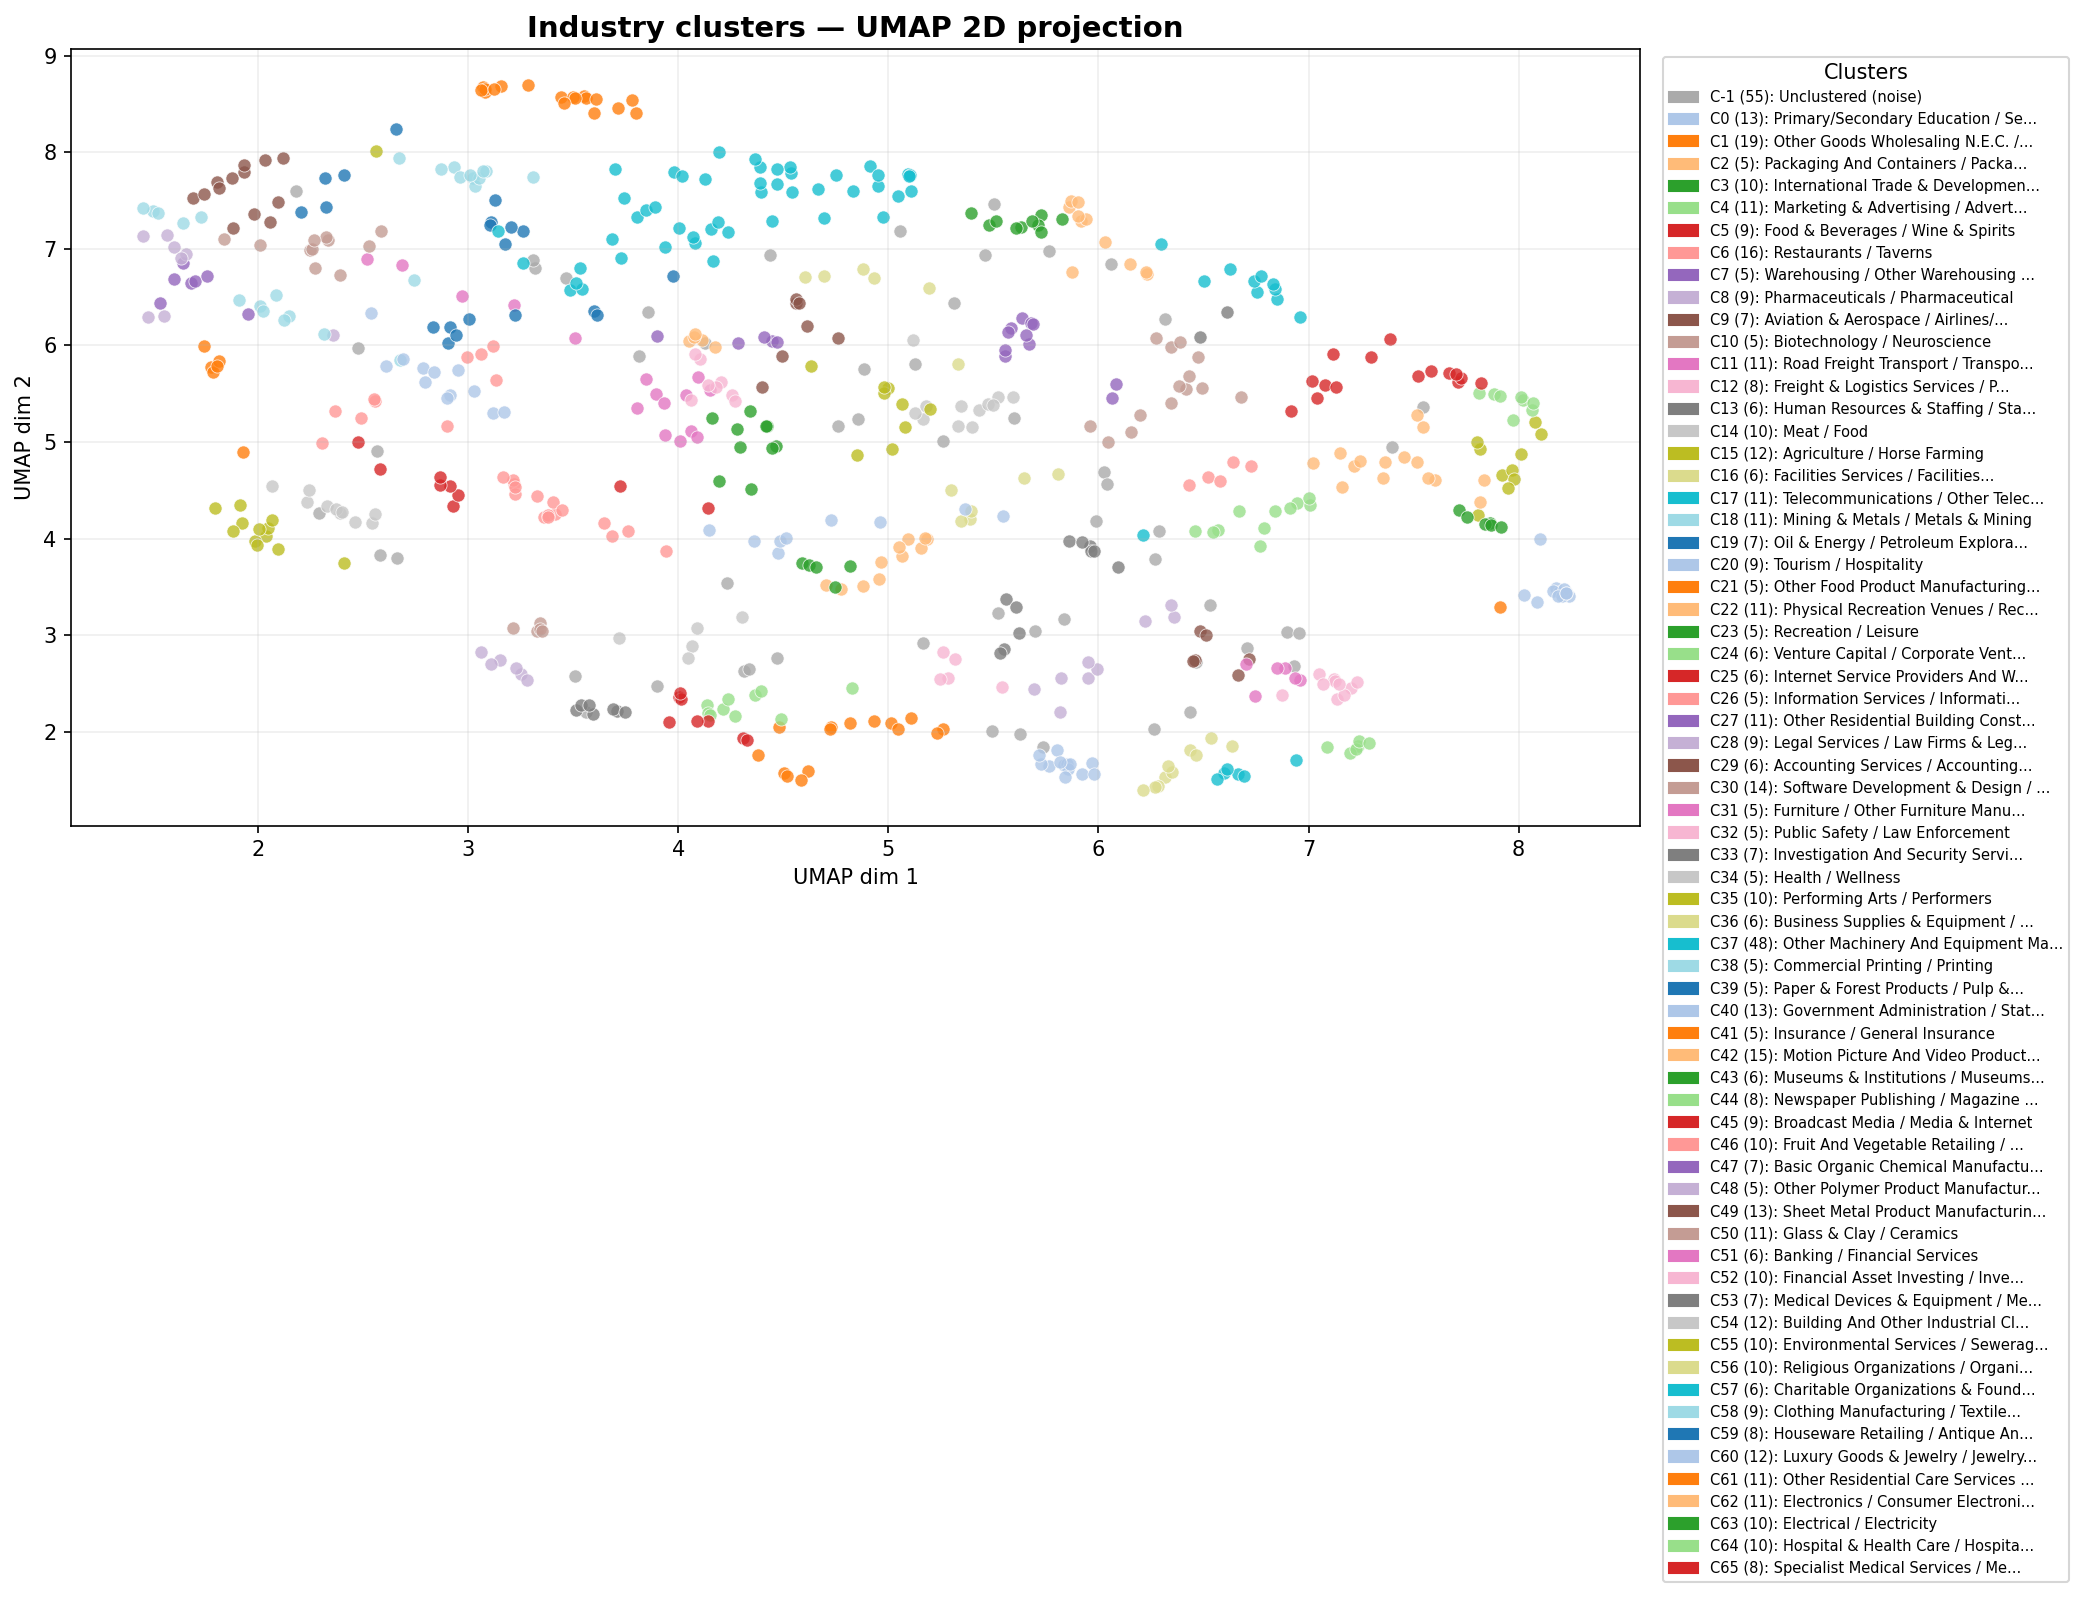 Industry clusters — UMAP 2D projection
9
8
7
6
5
4
3
2
UMAP dim 2
2 3 4 5 6 7 8
UMAP dim 1
Clusters
C-1 (55): Unclustered (noise)
C0 (13): Primary/Secondary Education / Se...
C1 (19): Other Goods Wholesaling N.E.C. /...
C2 (5): Packaging And Containers / Packa...
C3 (10): International Trade & Developmen...
C4 (11): Marketing & Advertising / Advert...
C5 (9): Food & Beverages / Wine & Spirits
C6 (16): Restaurants / Taverns
C7 (5): Warehousing / Other Warehousing ...
C8 (9): Pharmaceuticals / Pharmaceutical
C9 (7): Aviation & Aerospace / Airlines/...
C10 (5): Biotechnology / Neuroscience
C11 (11): Road Freight Transport / Transpo...
C12 (8): Freight & Logistics Services / P...
C13 (6): Human Resources & Staffing / Sta...
C14 (10): Meat / Food
C15 (12): Agriculture / Horse Farming
C16 (6): Facilities Services / Facilities...
C17 (11): Telecommunications / Other Telec...
C18 (11): Mining & Metals / Metals & Mining
C19 (7): Oil & Energy / Petroleum Explora...
C20 (9): Tourism / Hospitality
C21 (5): Other Food Product Manufacturing...
C22 (11): Physical Recreation Venues / Rec...
C23 (5): Recreation / Leisure
C24 (6): Venture Capital / Corporate Vent...
C25 (6): Internet Service Providers And W...
C26 (5): Information Services / Informati...
C27 (11): Other Residential Building Const...
C28 (9): Legal Services / Law Firms & Leg...
C29 (6): Accounting Services / Accounting...
C30 (14): Software Development & Design / ...
C31 (5): Furniture / Other Furniture Manu...
C32 (5): Public Safety / Law Enforcement
C33 (7): Investigation And Security Servi...
C34 (5): Health / Wellness
C35 (10): Performing Arts / Performers
C36 (6): Business Supplies & Equipment / ...
C37 (48): Other Machinery And Equipment Ma...
C38 (5): Commercial Printing / Printing
C39 (5): Paper & Forest Products / Pulp &...
C40 (13): Government Administration / Stat...
C41 (5): Insurance / General Insurance
C42 (15): Motion Picture And Video Product...
C43 (6): Museums & Institutions / Museums...
C44 (8): Newspaper Publishing / Magazine ...
C45 (9): Broadcast Media / Media & Internet
C46 (10): Fruit And Vegetable Retailing / ...
C47 (7): Basic Organic Chemical Manufactu...
C48 (5): Other Polymer Product Manufactur...
C49 (13): Sheet Metal Product Manufacturin...
C50 (11): Glass & Clay / Ceramics
C51 (6): Banking / Financial Services
C52 (10): Financial Asset Investing / Inve...
C53 (7): Medical Devices & Equipment / Me...
C54 (12): Building And Other Industrial Cl...
C55 (10): Environmental Services / Sewerag...
C56 (10): Religious Organizations / Organi...
C57 (6): Charitable Organizations & Found...
C58 (9): Clothing Manufacturing / Textile...
C59 (8): Houseware Retailing / Antique An...
C60 (12): Luxury Goods & Jewelry / Jewelry...
C61 (11): Other Residential Care Services ...
C62 (11): Electronics / Consumer Electroni...
C63 (10): Electrical / Electricity
C64 (10): Hospital & Health Care / Hospita...
C65 (8): Specialist Medical Services / Me...